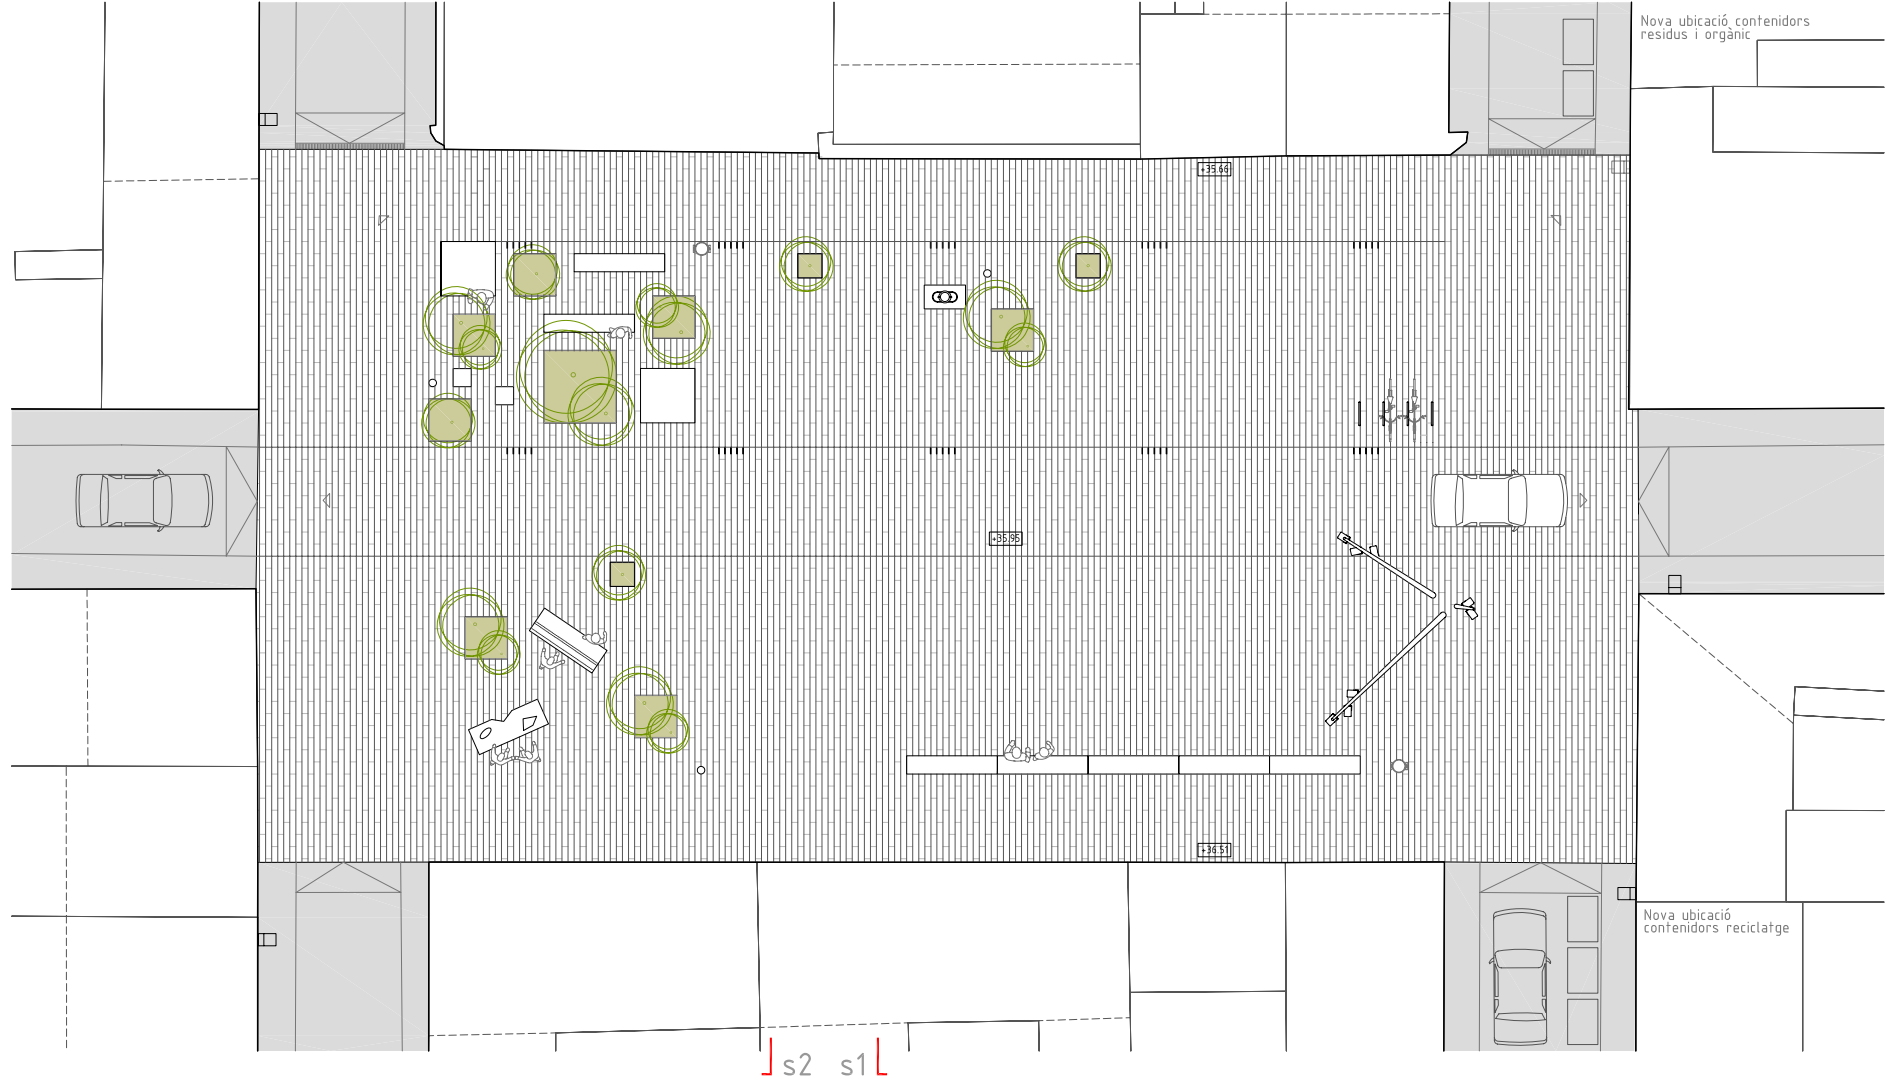 Nova ubicació contenidors
residus i orgànic
+35.66
+35.95
+36.51
Nova ubicació
contenidors reciclatge
s2 s1